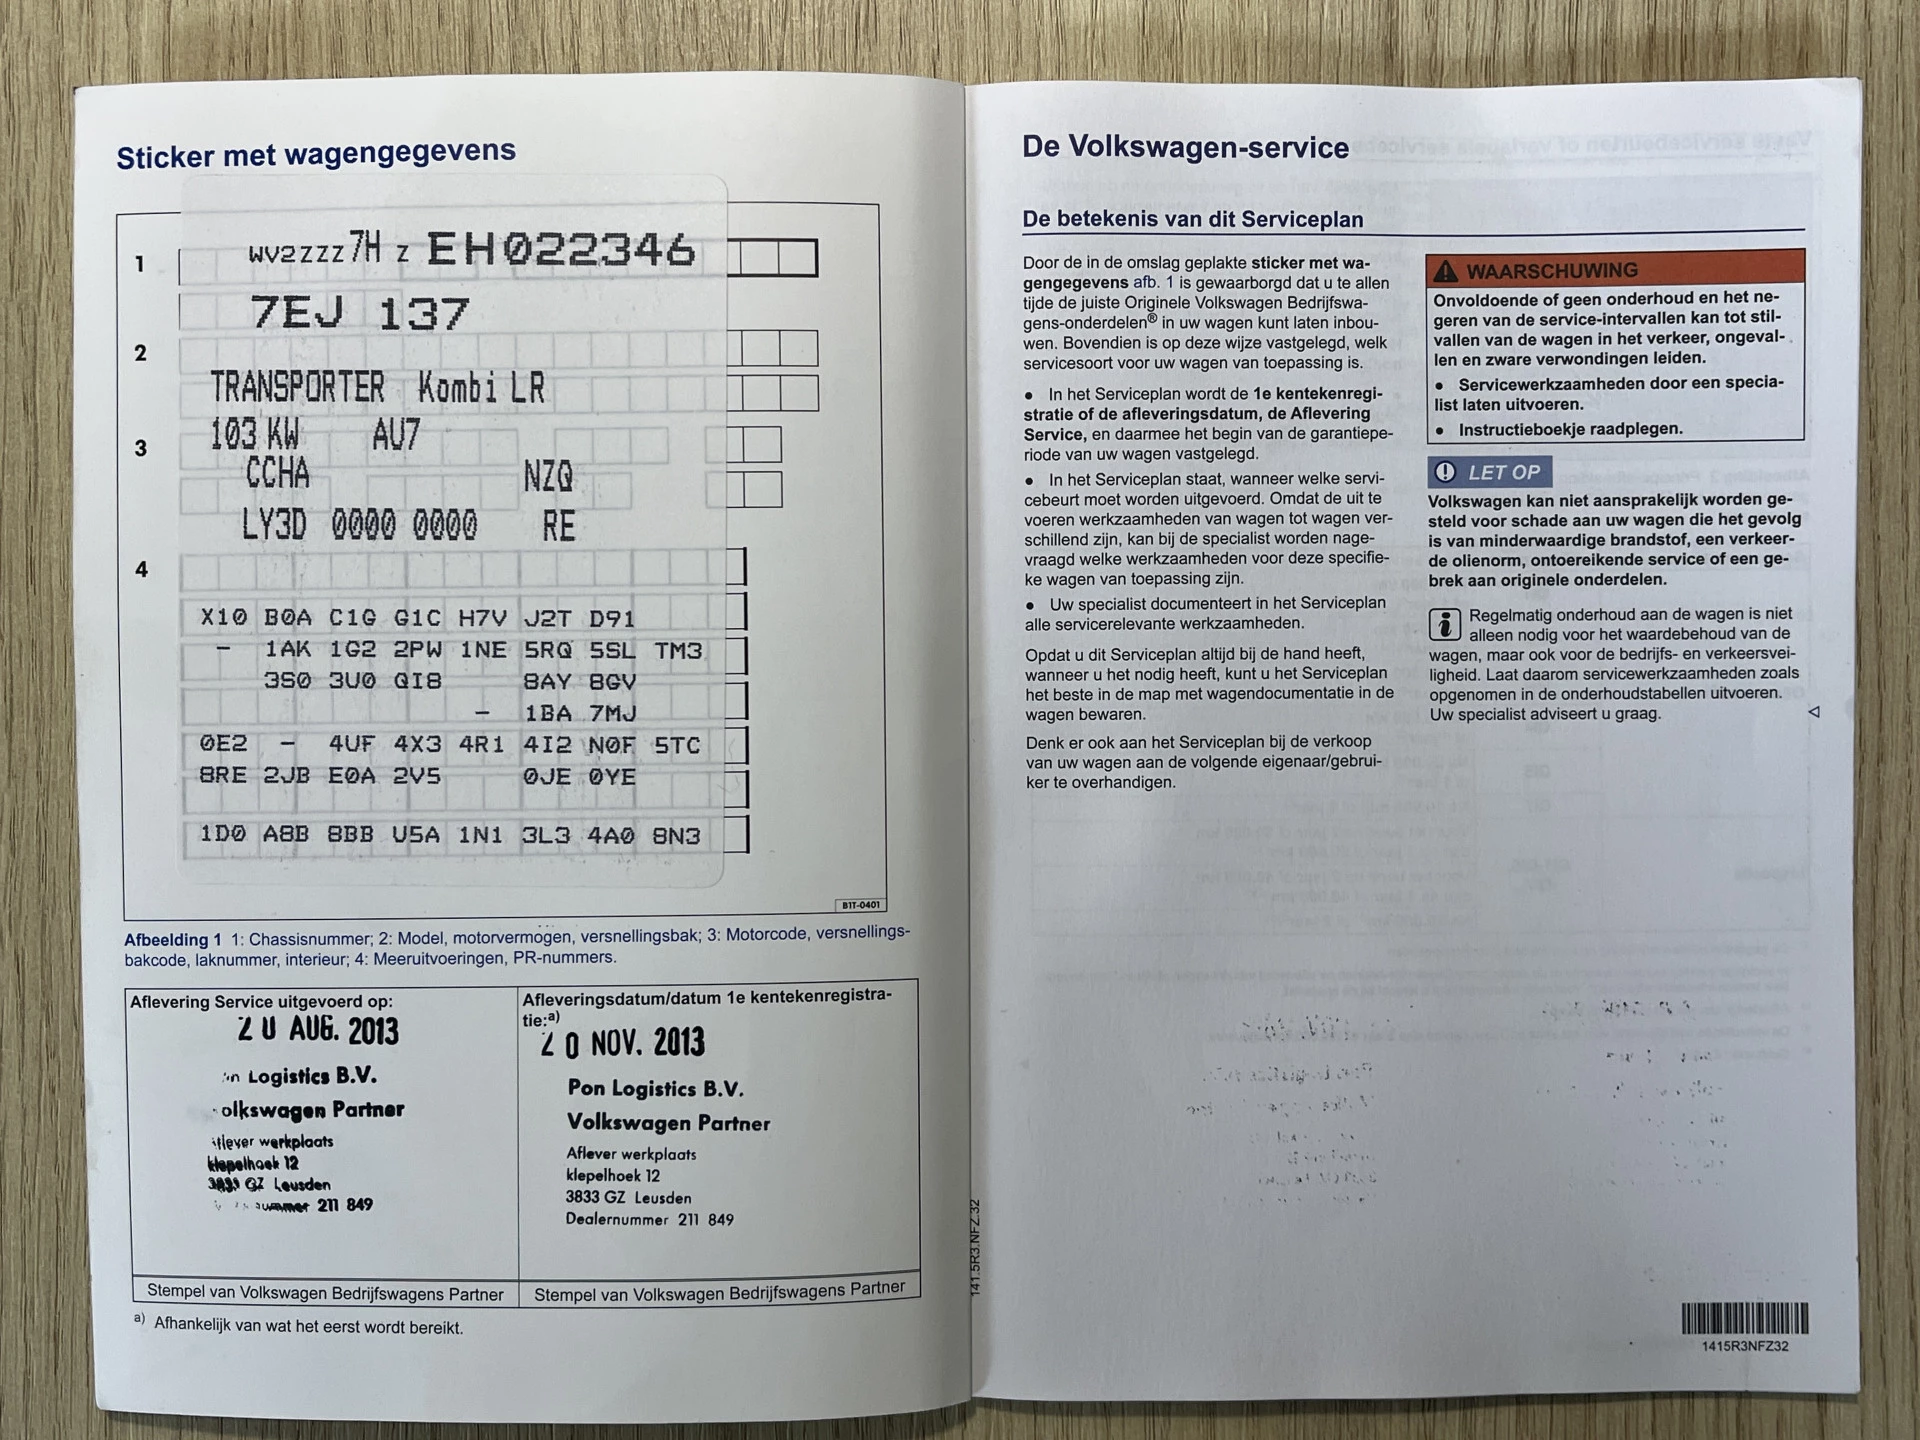 Sticker met wagengegevens
1
WV2ZZZ 7H Z EH022346
7EJ 137
2
TRANSPORTER Kombi LR
103 KW AU7
3
CCHA NZQ
LY3D 0000 0000 RE
4
X10 B0A C1G G1C H7V J2T D91
- 1AK 1G2 2PW 1NE 5RQ 5SL TM3
3S0 3U0 QI8 8AY 8GV
- 1BA 7MJ
0E2 - 4UF 4X3 4R1 4I2 N0F 5TC
8RE 2JB E0A 2V5 0JE 0YE
1D0 A8B 8BB U5A 1N1 3L3 4A0 8N3
B1T-0401
Afbeelding 1 1: Chassisnummer; 2: Model, motorvermogen, versnellingsbak; 3: Motorcode, versnellings-
bakcode, laknummer, interieur; 4: Meeruitvoeringen, PR-nummers.
Aflevering Service uitgevoerd op:
20 AUG. 2013
Logistics B.V.
Partner
werkplaats
klepelhoek 12
3833 GZ Leusden
211 849
Stempel van Volkswagen Bedrijfswagens Partner
Afleveringsdatum/datum 1e kentekenregistra-
tie:a)
20 NOV. 2013
Pon Logistics B.V.
Volkswagen Partner
Aflever werkplaats
klepelhoek 12
3833 GZ Leusden
Dealernummer 211 849
Stempel van Volkswagen Bedrijfswagens Partner
a) Afhankelijk van wat het eerst wordt bereikt.
141.5R3.NFZ.32
De Volkswagen-service
De betekenis van dit Serviceplan
Door de in de omslag geplakte sticker met wa-
gengegevens afb. 1 is gewaarborgd dat u te allen
tijde de juiste Originele Volkswagen Bedrijfswa-
gens-onderdelen® in uw wagen kunt laten inbou-
wen. Bovendien is op deze wijze vastgelegd, welk
servicesoort voor uw wagen van toepassing is.
• In het Serviceplan wordt de 1e kentekenregi-
stratie of de afleveringsdatum, de Aflevering
Service, en daarmee het begin van de garantiepe-
riode van uw wagen vastgelegd.
• In het Serviceplan staat, wanneer welke servi-
cebeurt moet worden uitgevoerd. Omdat de uit te
voeren werkzaamheden van wagen tot wagen ver-
schillend zijn, kan bij de specialist worden nage-
vraagd welke werkzaamheden voor deze specifie-
ke wagen van toepassing zijn.
• Uw specialist documenteert in het Serviceplan
alle servicerelevante werkzaamheden.
Opdat u dit Serviceplan altijd bij de hand heeft,
wanneer u het nodig heeft, kunt u het Serviceplan
het beste in de map met wagendocumentatie in de
wagen bewaren.
Denk er ook aan het Serviceplan bij de verkoop
van uw wagen aan de volgende eigenaar/gebrui-
ker te overhandigen.
WAARSCHUWING
Onvoldoende of geen onderhoud en het ne-
geren van de service-intervallen kan tot stil-
vallen van de wagen in het verkeer, ongeval-
len en zware verwondingen leiden.
• Servicewerkzaamheden door een specia-
list laten uitvoeren.
• Instructieboekje raadplegen.
LET OP
Volkswagen kan niet aansprakelijk worden ge-
steld voor schade aan uw wagen die het gevolg
is van minderwaardige brandstof, een verkeer-
de olienorm, ontoereikende service of een ge-
brek aan originele onderdelen.
Regelmatig onderhoud aan de wagen is niet
alleen nodig voor het waardebehoud van de
wagen, maar ook voor de bedrijfs- en verkeersvei-
ligheid. Laat daarom servicewerkzaamheden zoals
opgenomen in de onderhoudstabellen uitvoeren.
Uw specialist adviseert u graag.
1415R3NFZ32